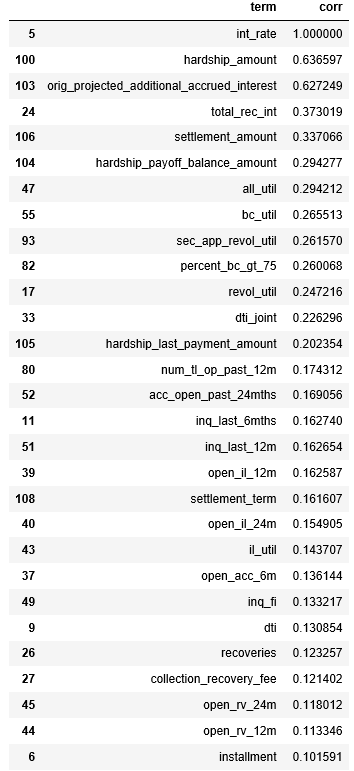 term corr
5 int_rate 1.000000
100 hardship_amount 0.636597
103 orig_projected_additional_accrued_interest 0.627249
24 total_rec_int 0.373019
106 settlement_amount 0.337066
104 hardship_payoff_balance_amount 0.294277
47 all_util 0.294212
55 bc_util 0.265513
93 sec_app_revol_util 0.261570
82 percent_bc_gt_75 0.260068
17 revol_util 0.247216
33 dti_joint 0.226296
105 hardship_last_payment_amount 0.202354
80 num_tl_op_past_12m 0.174312
52 acc_open_past_24mths 0.169056
11 inq_last_6mths 0.162740
51 inq_last_12m 0.162654
39 open_il_12m 0.162587
108 settlement_term 0.161607
40 open_il_24m 0.154905
43 il_util 0.143707
37 open_acc_6m 0.136144
49 inq_fi 0.133217
9 dti 0.130854
26 recoveries 0.123257
27 collection_recovery_fee 0.121402
45 open_rv_24m 0.118012
44 open_rv_12m 0.113346
6 installment 0.101591